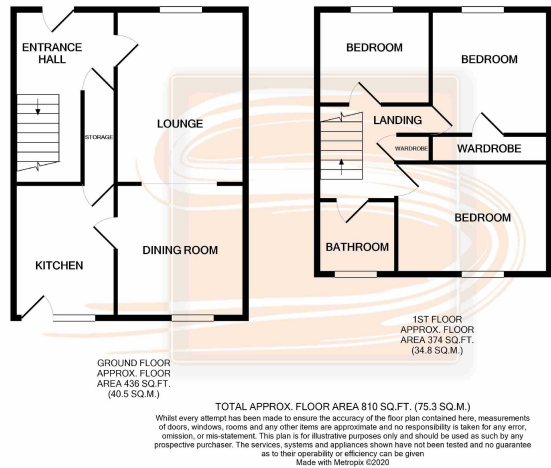 ENTRANCE
HALL
STORAGE
LOUNGE
KITCHEN
DINING ROOM
BEDROOM
BEDROOM
LANDING
WARDROBE
WARDROBE
BEDROOM
BATHROOM
GROUND FLOOR
APPROX. FLOOR
AREA 436 SQ.FT.
(40.5 SQ.M.)
1ST FLOOR
APPROX. FLOOR
AREA 374 SQ.FT.
(34.8 SQ.M.)
TOTAL APPROX. FLOOR AREA 810 SQ.FT. (75.3 SQ.M.)
Whilst every attempt has been made to ensure the accuracy of the floor plan contained here, measurements
of doors, windows, rooms and any other items are approximate and no responsibility is taken for any error,
omission, or mis-statement. This plan is for illustrative purposes only and should be used as such by any
prospective purchaser. The services, systems and appliances shown have not been tested and no guarantee
as to their operability or efficiency can be given
Made with Metropix ©2020